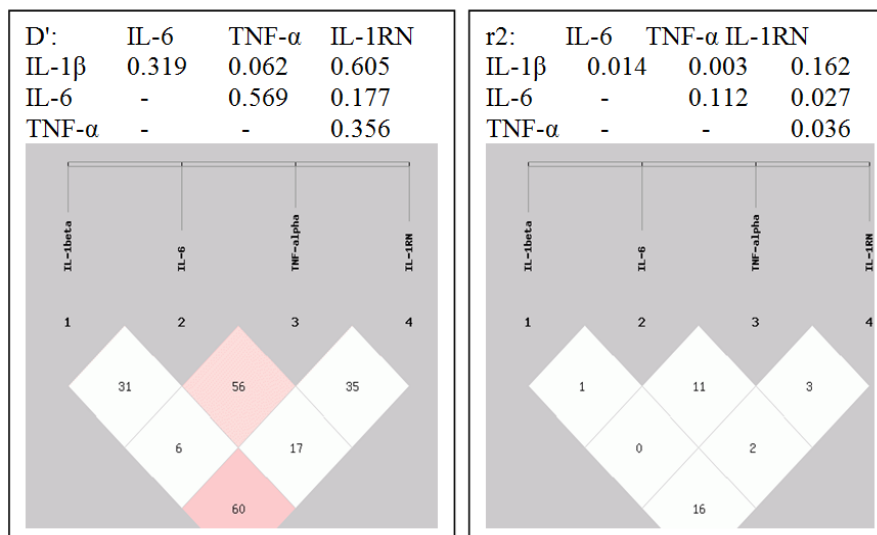 D': IL-6 TNF-α IL-1RN
IL-1β 0.319 0.062 0.605
IL-6 - 0.569 0.177
TNF-α - - 0.356
IL-1beta IL-6 TNF-alpha IL-1RN
1 2 3 4
31 56 35
6 17
60
r2: IL-6 TNF-α IL-1RN
IL-1β 0.014 0.003 0.162
IL-6 - 0.112 0.027
TNF-α - - 0.036
IL-1beta IL-6 TNF-alpha IL-1RN
1 2 3 4
1 11 3
0 2
16